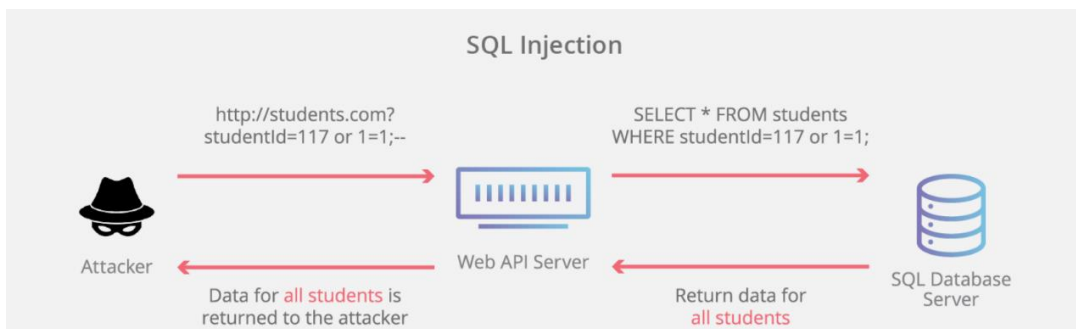 SQL Injection
http://students.com?
studentId=117 or 1=1;--
SELECT * FROM students
WHERE studentId=117 or 1=1;
Attacker
Web API Server
SQL Database
Server
Data for all students is
returned to the attacker
Return data for
all students